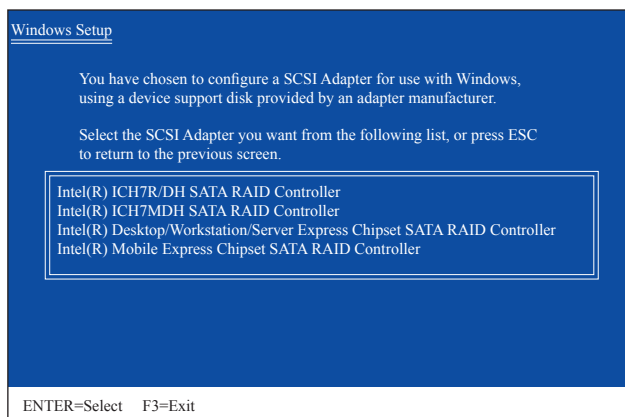 Windows Setup
You have chosen to configure a SCSI Adapter for use with Windows,
using a device support disk provided by an adapter manufacturer.
Select the SCSI Adapter you want from the following list, or press ESC
to return to the previous screen.
Intel(R) ICH7R/DH SATA RAID Controller
Intel(R) ICH7MDH SATA RAID Controller
Intel(R) Desktop/Workstation/Server Express Chipset SATA RAID Controller
Intel(R) Mobile Express Chipset SATA RAID Controller
ENTER=Select F3=Exit